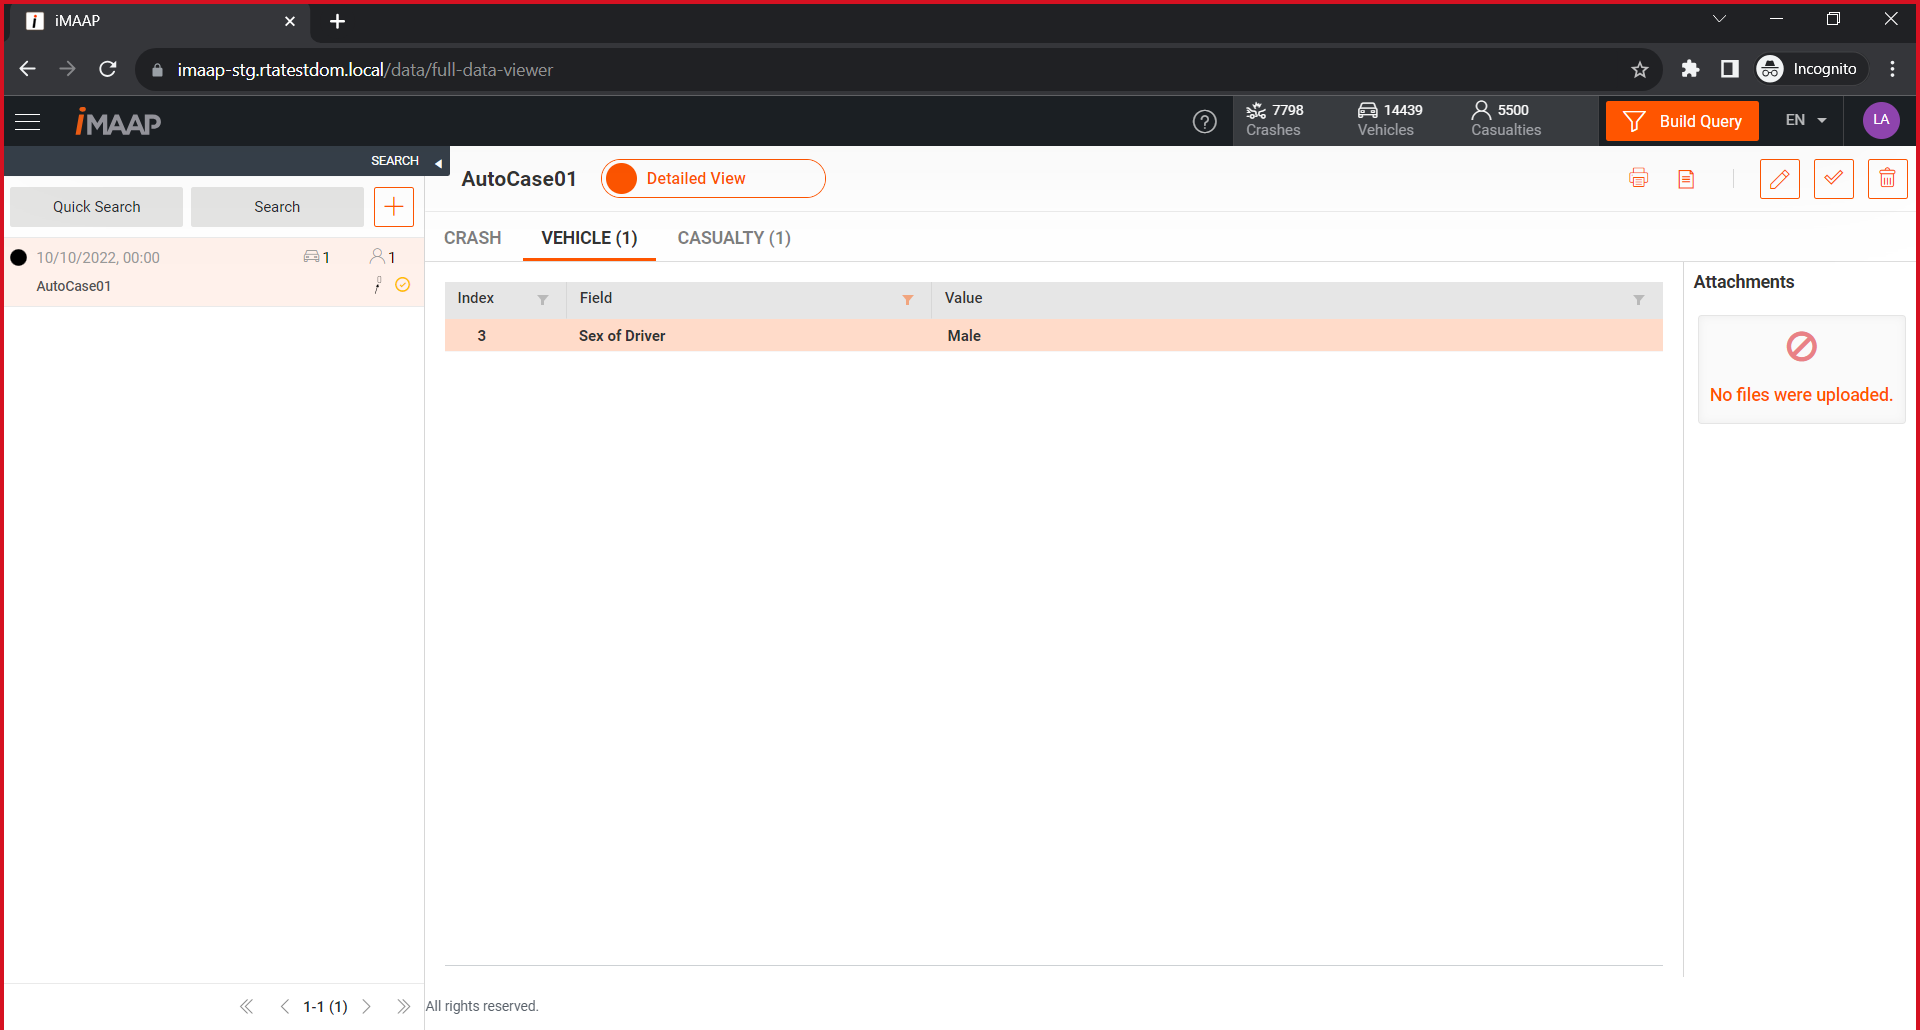 iMAAP
imaap-stg.rtatestdom.local/data/full-data-viewer
Incognito
iMAAP
7798
Crashes
14439
Vehicles
5500
Casualties
Build Query
EN
LA
SEARCH
Quick Search
Search
10/10/2022, 00:00
1
1
AutoCase01
AutoCase01
Detailed View
CRASH
VEHICLE (1)
CASUALTY (1)
Index
Field
Value
3
Sex of Driver
Male
Attachments
No files were uploaded.
1-1 (1)
All rights reserved.